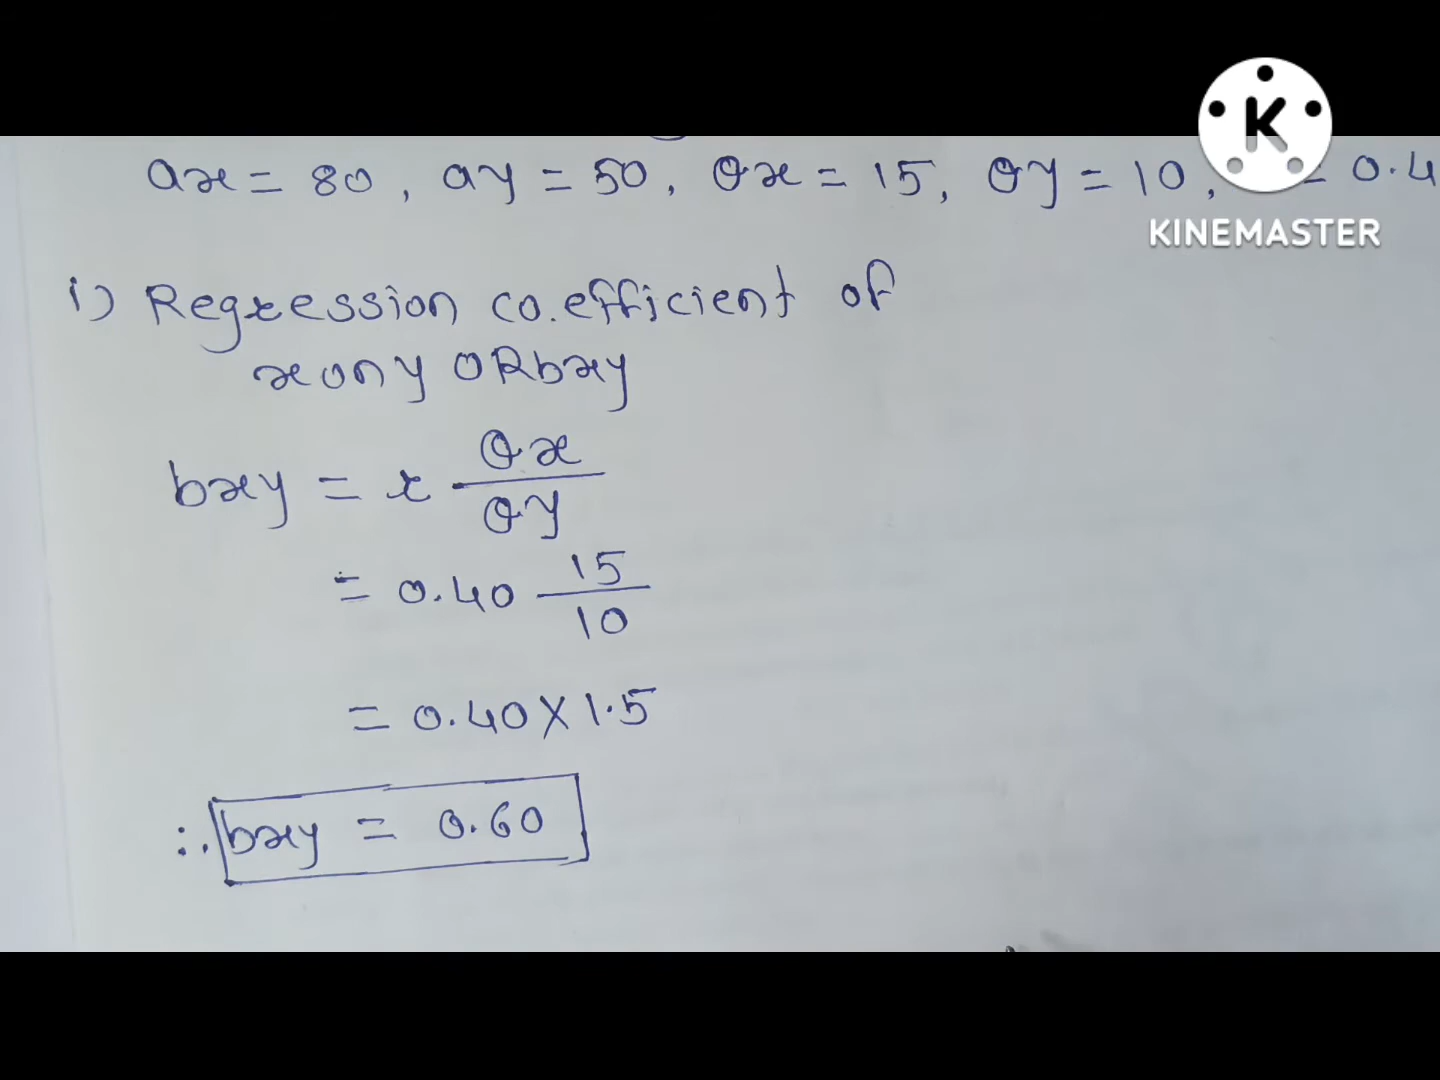 K
ax = 80, ay = 50, σx = 15, σy = 10, = 0.4
KINEMASTER
i) Regression co.efficient of
x on y OR bxy
bxy = r σx/σy
= 0.40 15/10
= 0.40 × 1.5
∴ bxy = 0.60